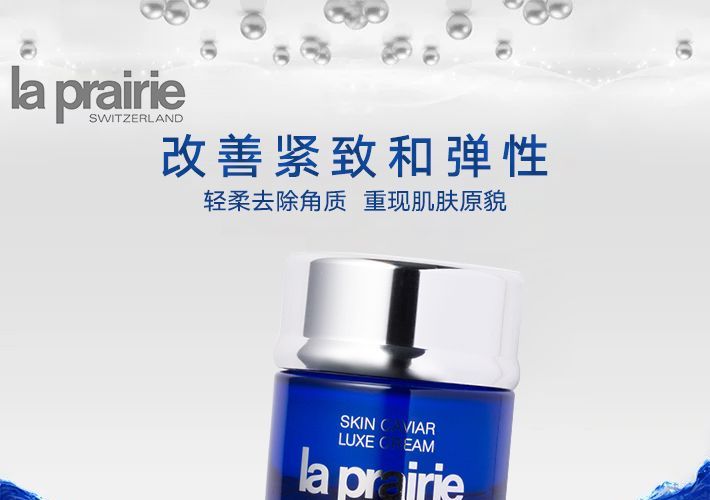 la prairie
SWITZERLAND
改善紧致和弹性
轻柔去除角质 重现肌肤原貌
SKIN CAVIAR
LUXE CREAM
la prairie